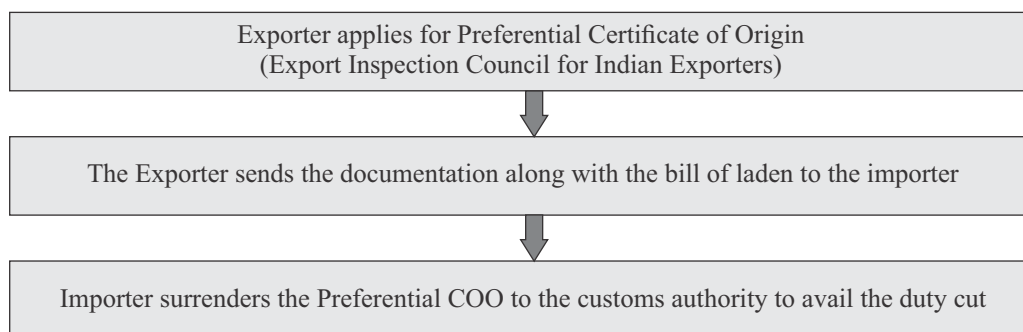 Exporter applies for Preferential Certificate of Origin
(Export Inspection Council for Indian Exporters)
The Exporter sends the documentation along with the bill of laden to the importer
Importer surrenders the Preferential COO to the customs authority to avail the duty cut